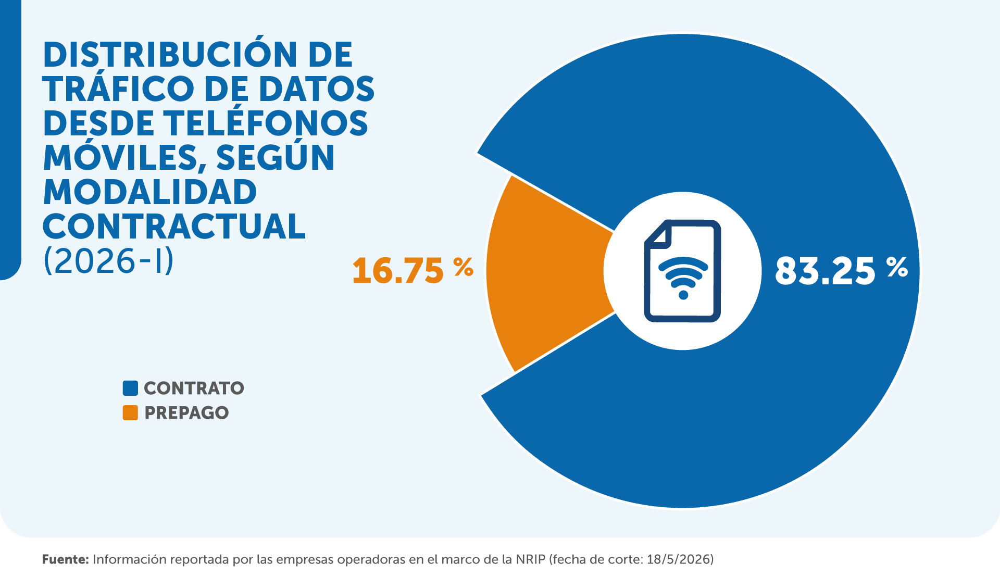 DISTRIBUCIÓN DE
TRÁFICO DE DATOS
DESDE TELÉFONOS
MÓVILES, SEGÚN
MODALIDAD
CONTRACTUAL
(2026-I)
16.75 %
83.25 %
CONTRATO
PREPAGO
Fuente: Información reportada por las empresas operadoras en el marco de la NRIP (fecha de corte: 18/5/2026)